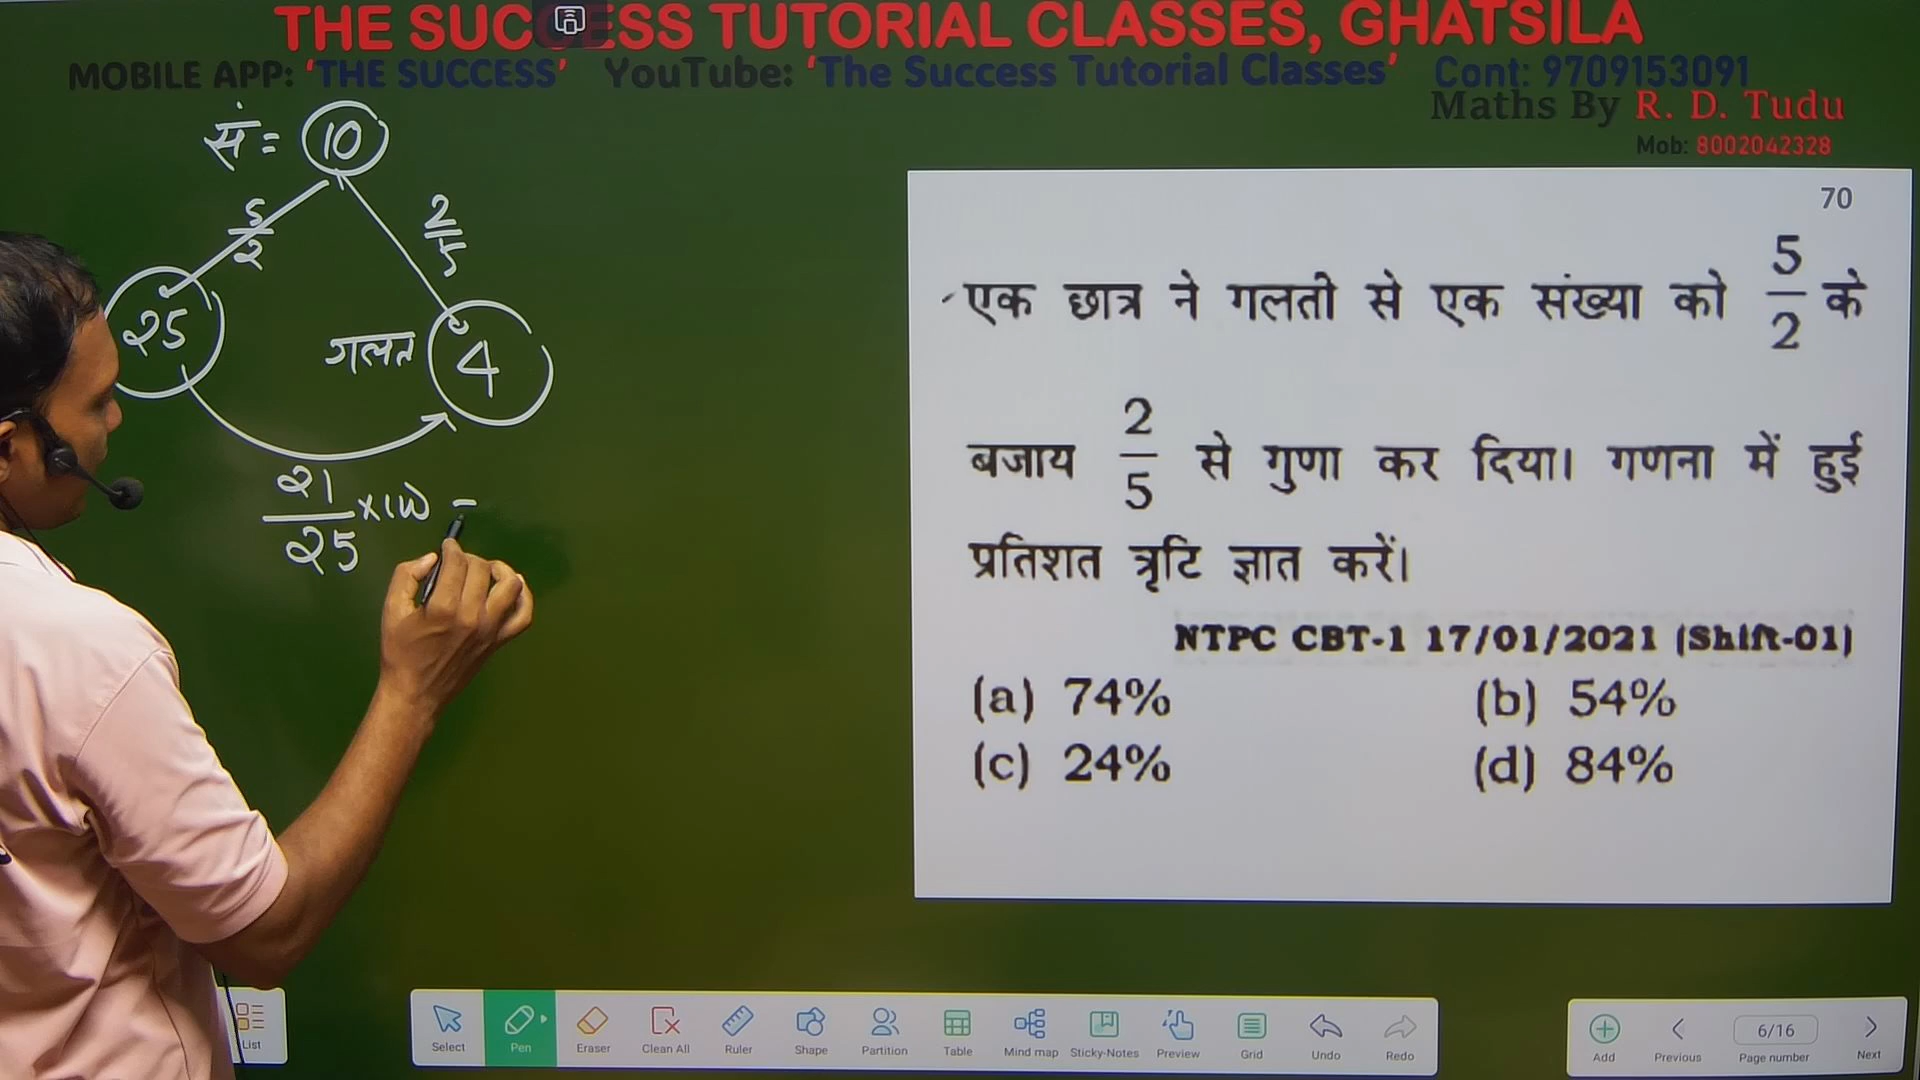 THE SUCCESS TUTORIAL CLASSES, GHATSILA
MOBILE APP: 'THE SUCCESS' YouTube: 'The Success Tutorial Classes' Cont: 9709153091
Maths By R. D. Tudu
Mob: 8002042328
सं = 10
5/2
2/5
25
गलत 4
21/25 ×100 =
70
एक छात्र ने गलती से एक संख्या को 5/2 के
बजाय 2/5 से गुणा कर दिया। गणना में हुई
प्रतिशत त्रृटि ज्ञात करें।
NTPC CBT-1 17/01/2021 (Shift-01)
(a) 74% (b) 54%
(c) 24% (d) 84%
List
Select Pen Eraser Clean All Ruler Shape Partition Table Mind map Sticky-Notes Preview Grid Undo Redo
Add Previous 6/16 Page number Next